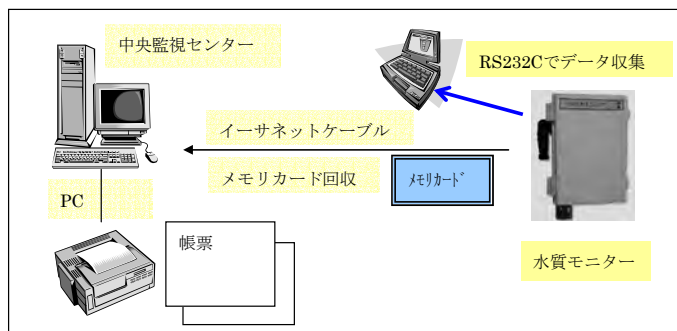 中央監視センター
RS232Cでデータ収集
イーサネットケーブル
メモリカード回収
メモリカード
PC
帳票
水質モニター